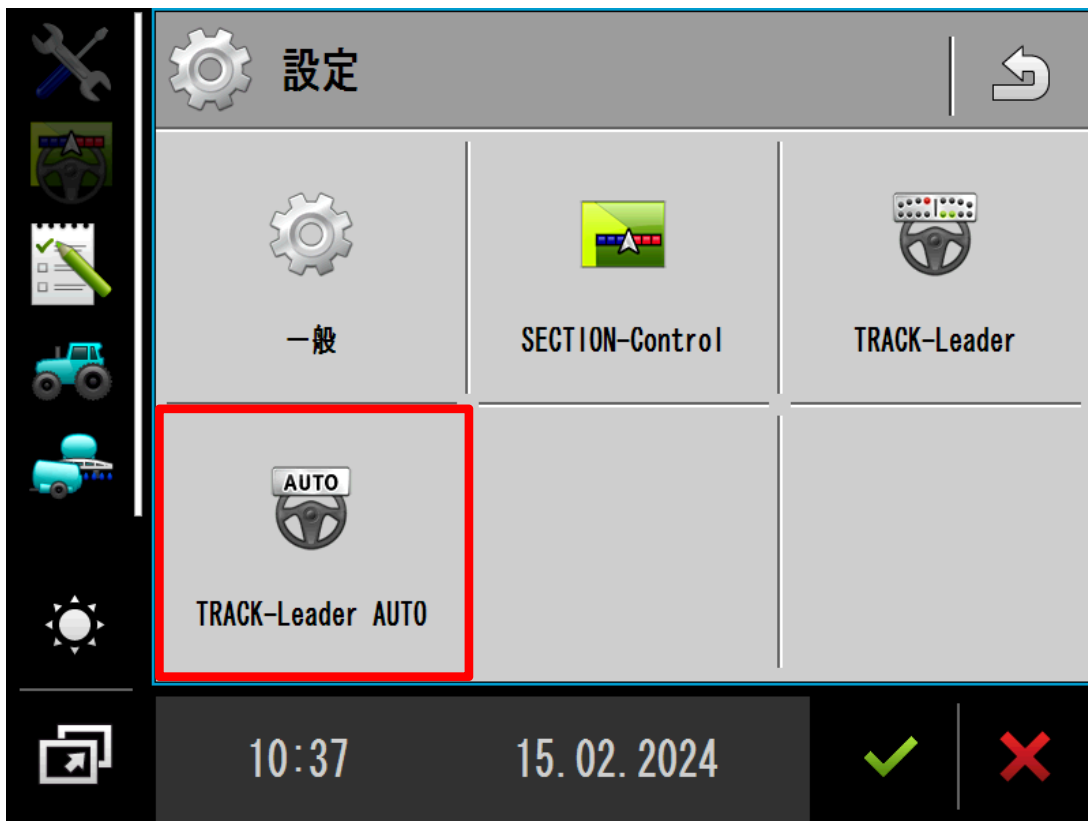 設定
一般
SECTION-Control
TRACK-Leader
AUTO
TRACK-Leader AUTO
10:37
15.02.2024